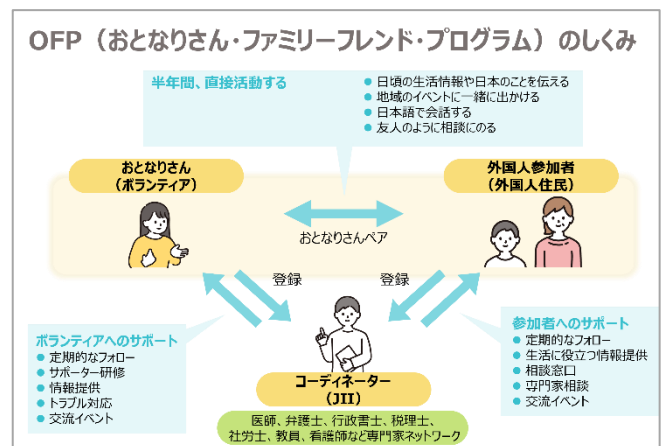 OFP（おとなりさん・ファミリーフレンド・プログラム）のしくみ
半年間、直接活動する
● 日頃の生活情報や日本のことを伝える
● 地域のイベントに一緒に出かける
● 日本語で会話する
● 友人のように相談にのる
おとなりさん
（ボランティア）
外国人参加者
（外国人住民）
おとなりさんペア
登録
登録
ボランティアへのサポート
● 定期的なフォロー
● サポーター研修
● 情報提供
● トラブル対応
● 交流イベント
参加者へのサポート
● 定期的なフォロー
● 生活に役立つ情報提供
● 相談窓口
● 専門家相談
● 交流イベント
コーディネーター
（JII）
医師、弁護士、行政書士、税理士、
社労士、教員、看護師など専門家ネットワーク